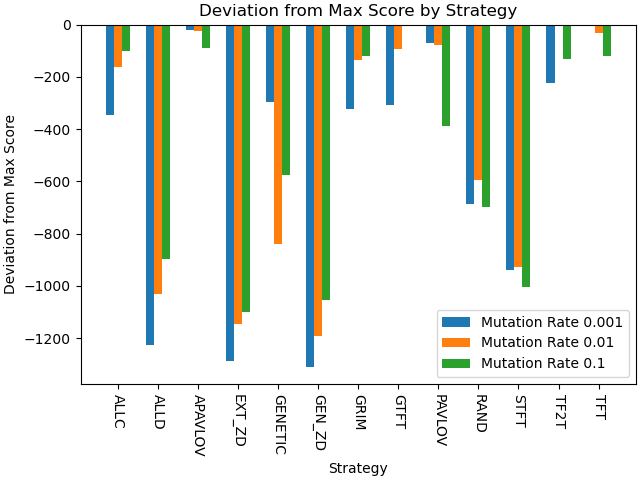 Deviation from Max Score by Strategy
Deviation from Max Score
0
−200
−400
−600
−800
−1000
−1200
Mutation Rate 0.001
Mutation Rate 0.01
Mutation Rate 0.1
ALLC
ALLD
APAVLOV
EXT_ZD
GENETIC
GEN_ZD
GRIM
GTFT
PAVLOV
RAND
STFT
TF2T
TFT
Strategy